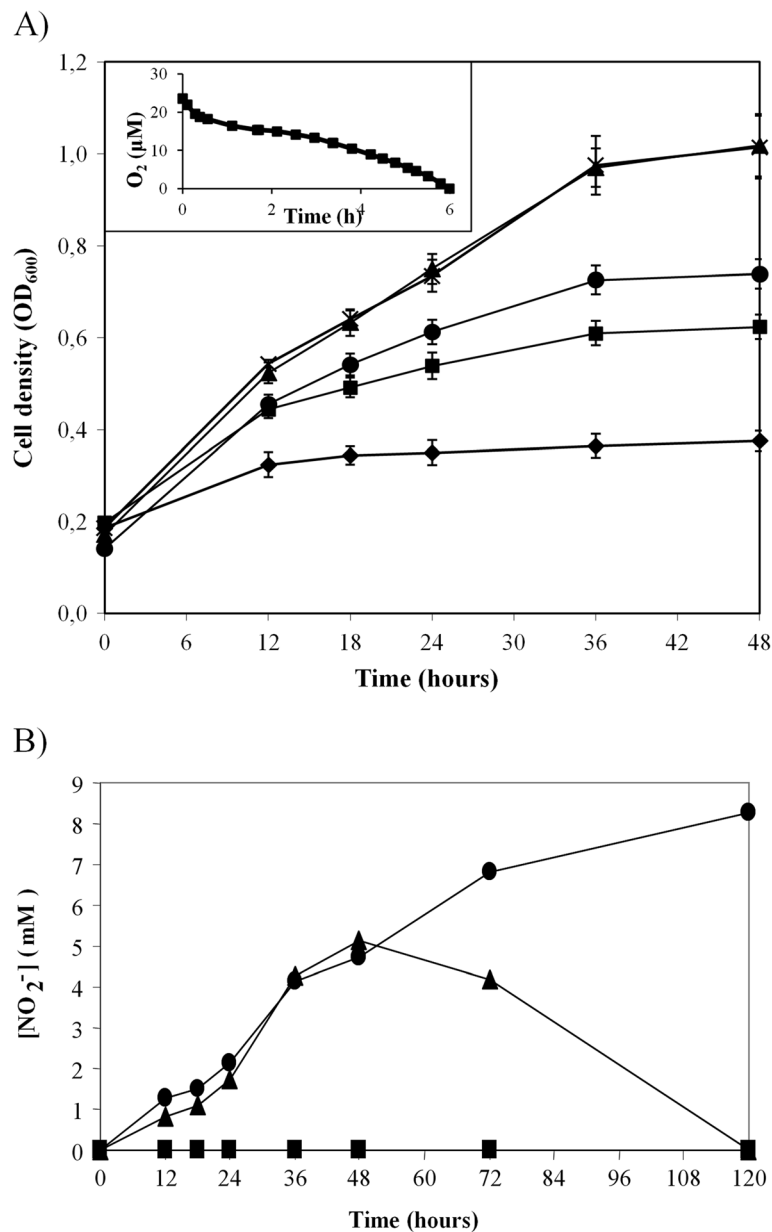 A)
1,2
1,0
0,8
0,6
0,4
0,2
0,0
Cell density (OD600)
30
20
10
0
O2 (μM)
0 2 4 6
Time (h)
0 6 12 18 24 30 36 42 48
Time (hours)
B)
9
8
7
6
5
4
3
2
1
0
[NO2-] ( mM )
0 12 24 36 48 60 72 84 96 108 120
Time (hours)